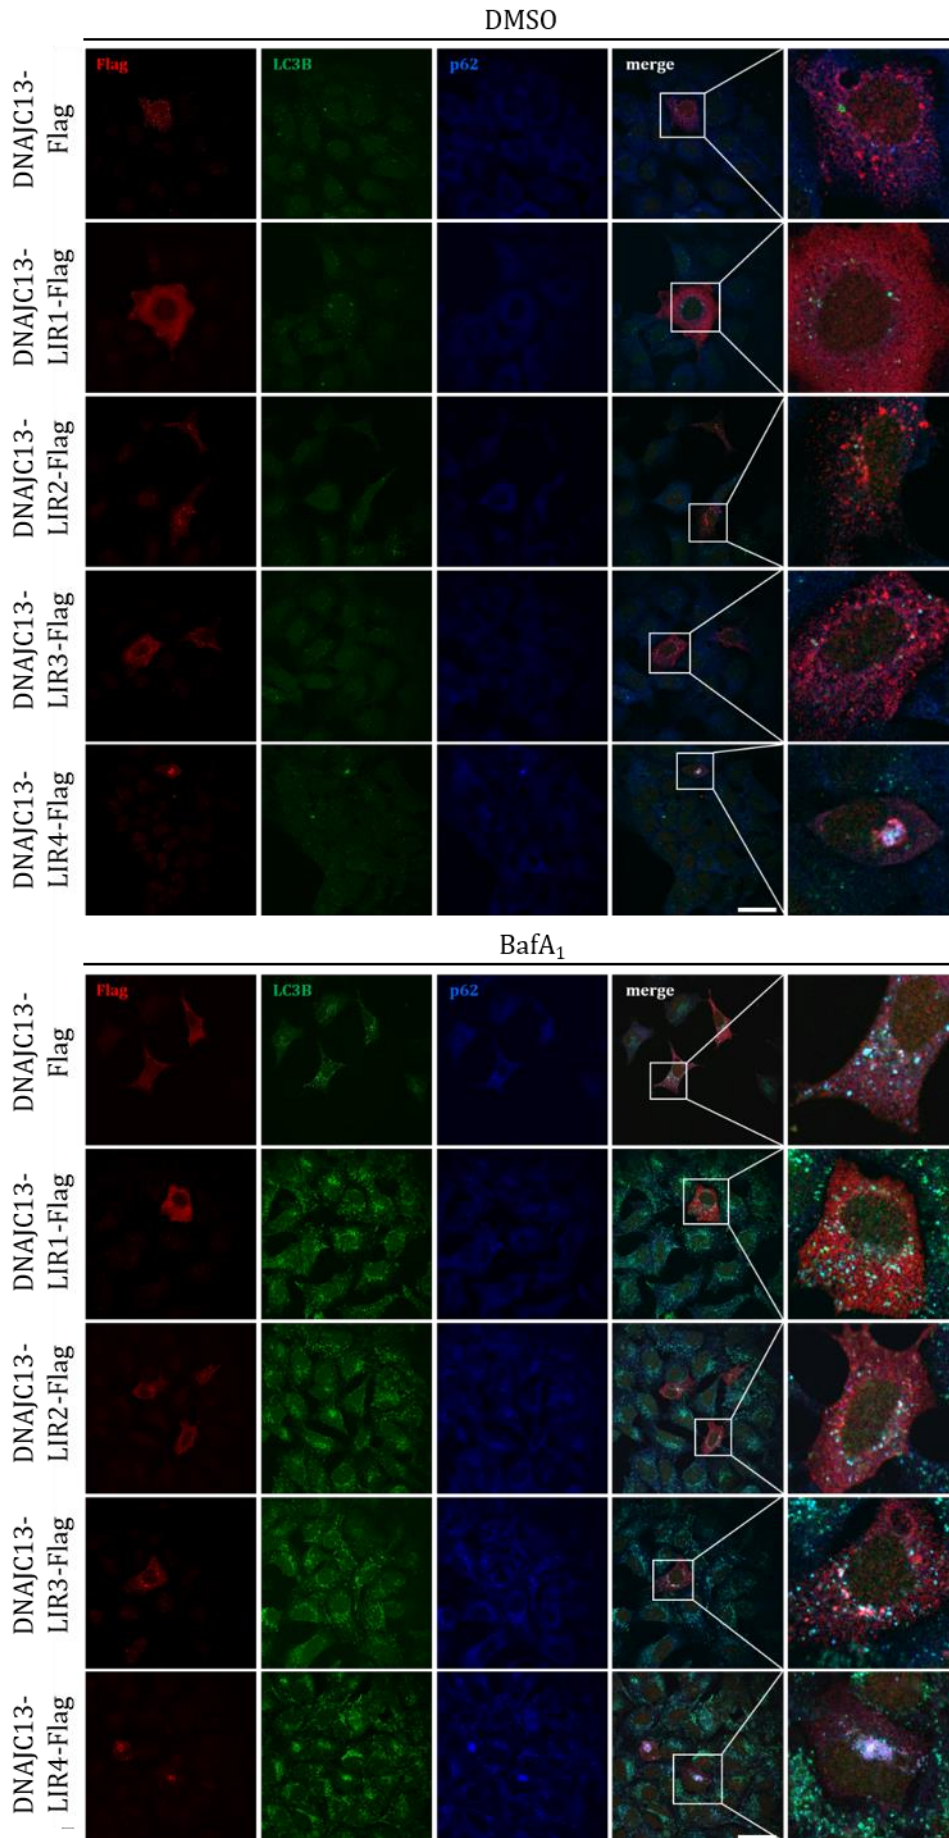 DMSO
Flag LC3B p62 merge
DNAJC13-
Flag
DNAJC13-
LIR1-Flag
DNAJC13-
LIR2-Flag
DNAJC13-
LIR3-Flag
DNAJC13-
LIR4-Flag
BafA₁
Flag LC3B p62 merge
DNAJC13-
Flag
DNAJC13-
LIR1-Flag
DNAJC13-
LIR2-Flag
DNAJC13-
LIR3-Flag
DNAJC13-
LIR4-Flag